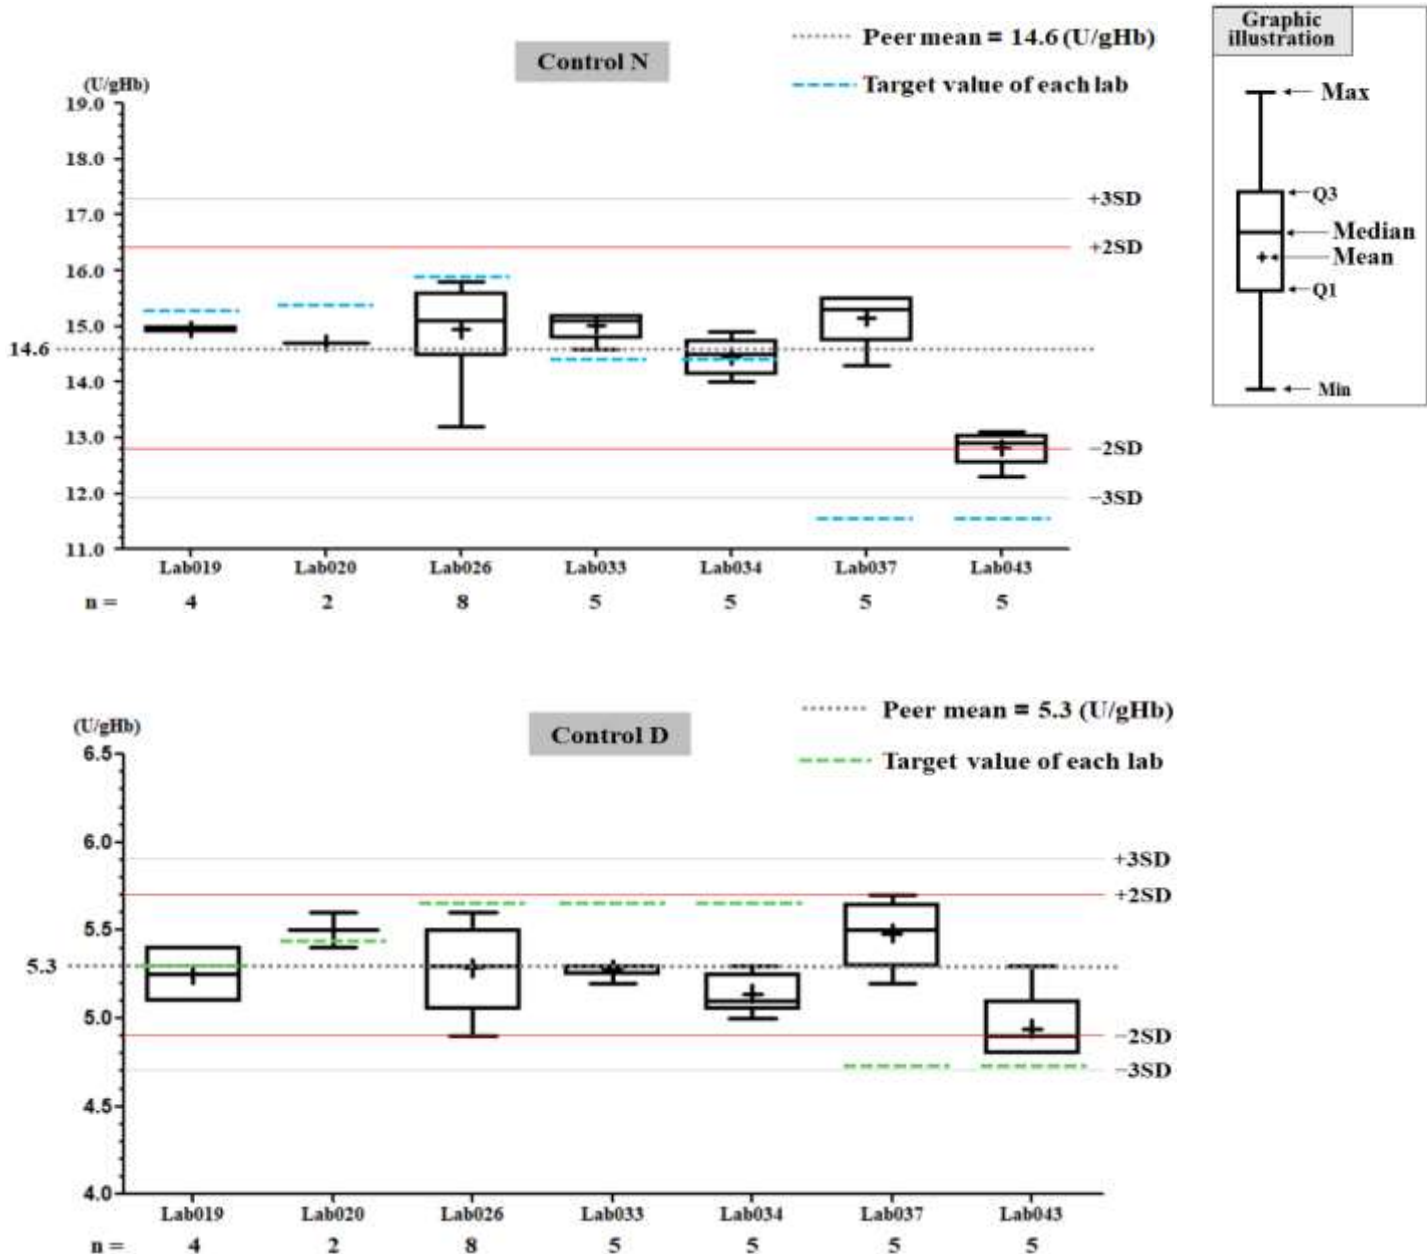 Control N
Peer mean = 14.6 (U/gHb)
Target value of each lab
(U/gHb)
19.0
18.0
17.0
16.0
15.0
14.6
14.0
13.0
12.0
11.0
+3SD
+2SD
−2SD
−3SD
Lab019 Lab020 Lab026 Lab033 Lab034 Lab037 Lab043
n = 4 2 8 5 5 5 5
Graphic
illustration
Max
Q3
Median
Mean
Q1
Min
Control D
Peer mean = 5.3 (U/gHb)
Target value of each lab
(U/gHb)
6.5
6.0
5.5
5.3
5.0
4.5
4.0
+3SD
+2SD
−2SD
−3SD
Lab019 Lab020 Lab026 Lab033 Lab034 Lab037 Lab043
n = 4 2 8 5 5 5 5